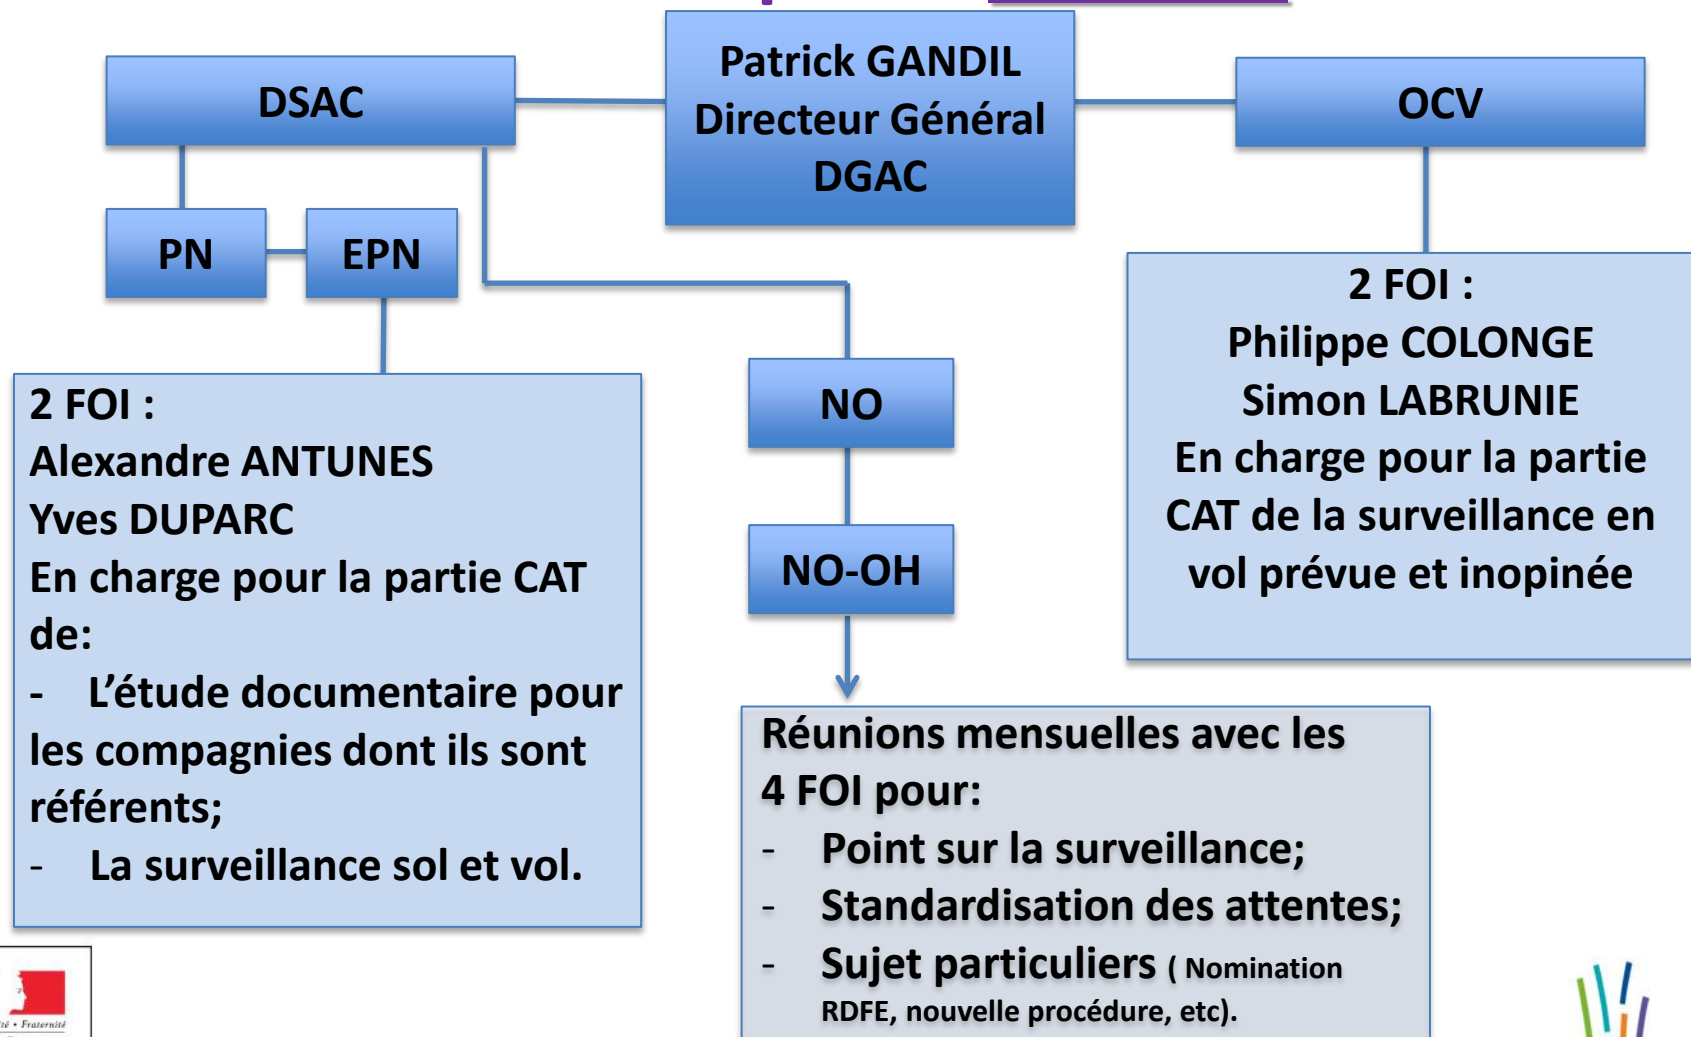 Patrick GANDIL
Directeur Général
DGAC
DSAC
OCV
PN
EPN
2 FOI :
Alexandre ANTUNES
Yves DUPARC
En charge pour la partie CAT
de:
- L’étude documentaire pour
les compagnies dont ils sont
référents;
- La surveillance sol et vol.
NO
NO-OH
Réunions mensuelles avec les
4 FOI pour:
- Point sur la surveillance;
- Standardisation des attentes;
- Sujet particuliers ( Nomination
RDFE, nouvelle procédure, etc).
2 FOI :
Philippe COLONGE
Simon LABRUNIE
En charge pour la partie
CAT de la surveillance en
vol prévue et inopinée
• Fraternité